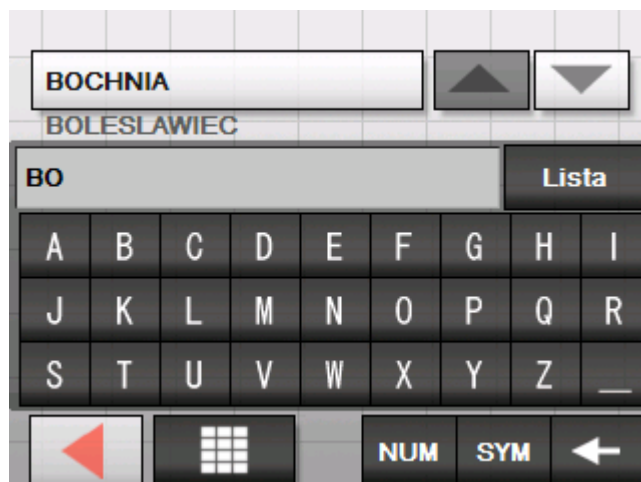 BOCHNIA
BOLESLAWIEC
BO Lista
A B C D E F G H I
J K L M N O P Q R
S T U V W X Y Z _
NUM SYM